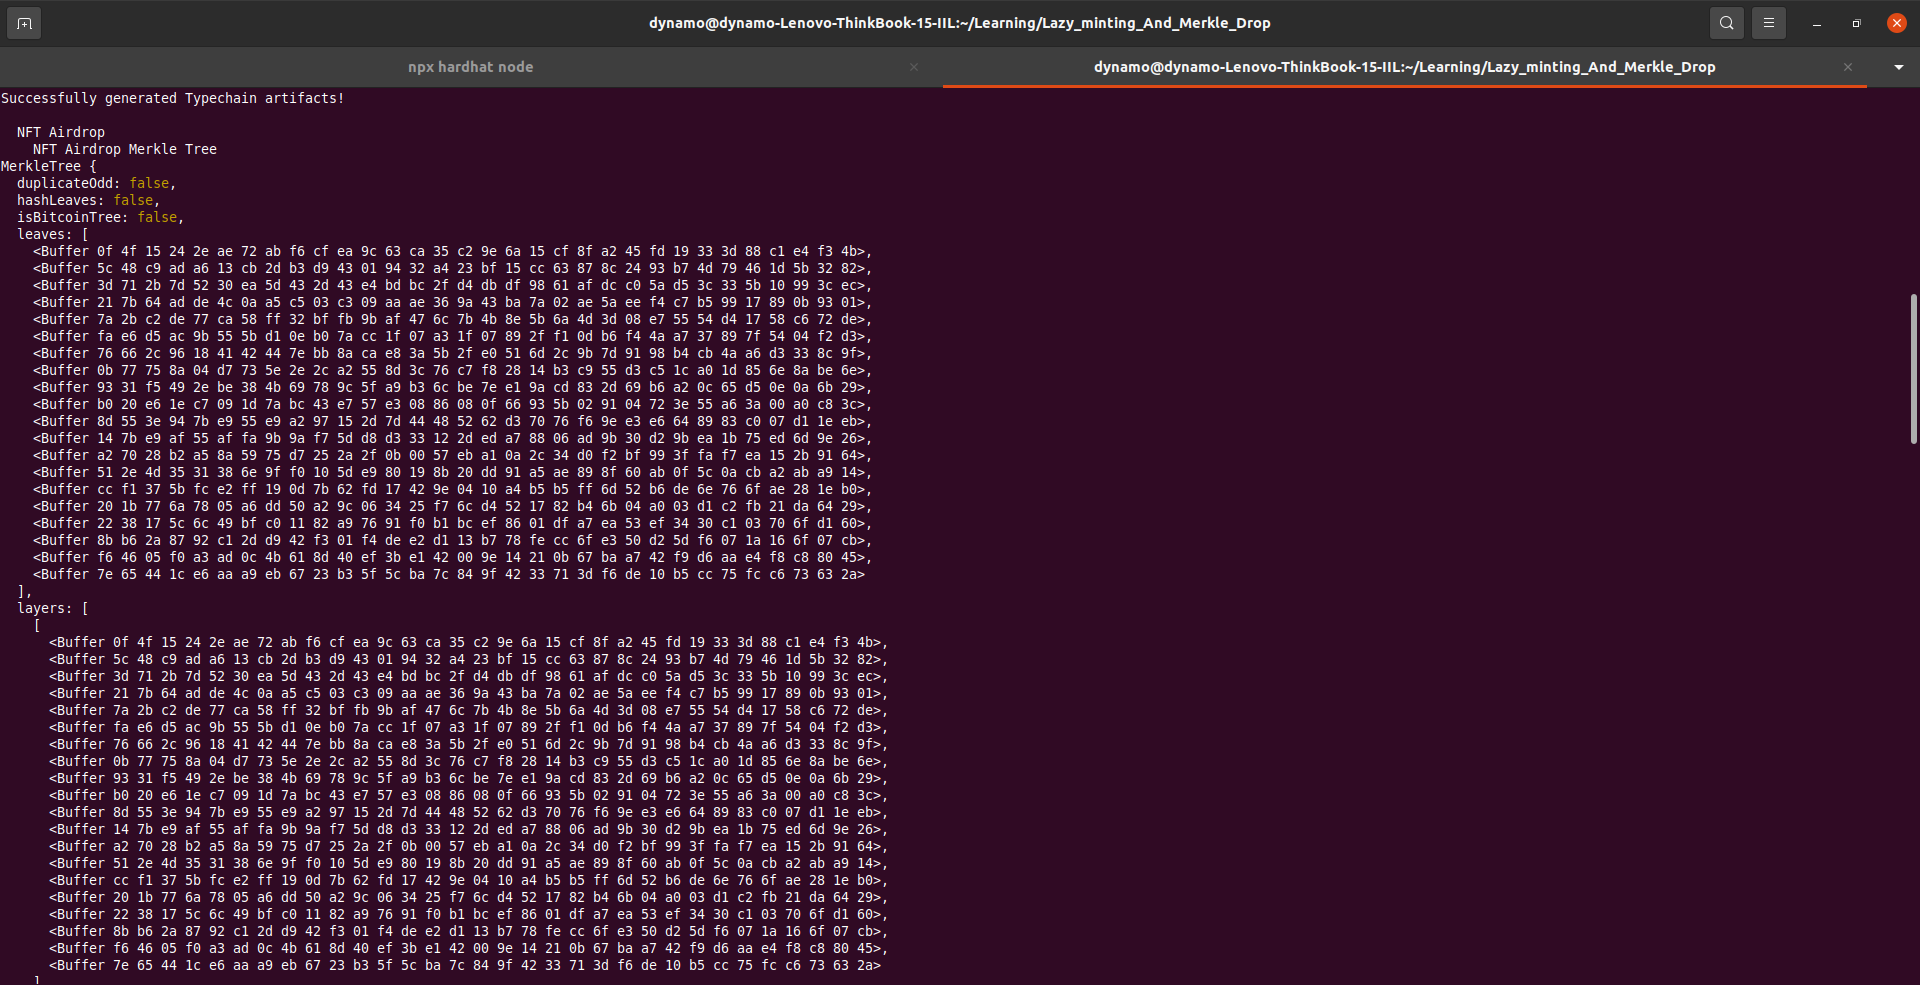 dynamo@dynamo-Lenovo-ThinkBook-15-IIL:~/Learning/Lazy_minting_And_Merkle_Drop
npx hardhat node
dynamo@dynamo-Lenovo-ThinkBook-15-IIL:~/Learning/Lazy_minting_And_Merkle_Drop
Successfully generated Typechain artifacts!
NFT Airdrop
NFT Airdrop Merkle Tree
MerkleTree {
duplicateOdd: false,
hashLeaves: false,
isBitcoinTree: false,
leaves: [
<Buffer 0f 4f 15 24 2e ae 72 ab f6 cf ea 9c 63 ca 35 c2 9e 6a 15 cf 8f a2 45 fd 19 33 3d 88 c1 e4 f3 4b>,
<Buffer 5c 48 c9 ad a6 13 cb 2d b3 d9 43 01 94 32 a4 23 bf 15 cc 63 87 8c 24 93 b7 4d 79 46 1d 5b 32 82>,
<Buffer 3d 71 2b 7d 52 30 ea 5d 43 2d 43 e4 bd bc 2f d4 db df 98 61 af dc c0 5a d5 3c 33 5b 10 99 3c ec>,
<Buffer 21 7b 64 ad de 4c 0a a5 c5 03 c3 09 aa ae 36 9a 43 ba 7a 02 ae 5a ee f4 c7 b5 99 17 89 0b 93 01>,
<Buffer 7a 2b c2 de 77 ca 58 ff 32 bf fb 9b af 47 6c 7b 4b 8e 5b 6a 4d 3d 08 e7 55 54 d4 17 58 c6 72 de>,
<Buffer fa e6 d5 ac 9b 55 5b d1 0e b0 7a cc 1f 07 a3 1f 07 89 2f f1 0d b6 f4 4a a7 37 89 7f 54 04 f2 d3>,
<Buffer 76 66 2c 96 18 41 42 44 7e bb 8a ca e8 3a 5b 2f e0 51 6d 2c 9b 7d 91 98 b4 cb 4a a6 d3 33 8c 9f>,
<Buffer 0b 77 75 8a 04 d7 73 5e 2e 2c a2 55 8d 3c 76 c7 f8 28 14 b3 c9 55 d3 c5 1c a0 1d 85 6e 8a be 6e>,
<Buffer 93 31 f5 49 2e be 38 4b 69 78 9c 5f a9 b3 6c be 7e e1 9a cd 83 2d 69 b6 a2 0c 65 d5 0e 0a 6b 29>,
<Buffer b0 20 e6 1e c7 09 1d 7a bc 43 e7 57 e3 08 86 08 0f 66 93 5b 02 91 04 72 3e 55 a6 3a 00 a0 c8 3c>,
<Buffer 8d 55 3e 94 7b e9 55 e9 a2 97 15 2d 7d 44 48 52 62 d3 70 76 f6 9e e3 e6 64 89 83 c0 07 d1 1e eb>,
<Buffer 14 7b e9 af 55 af fa 9b 9a f7 5d d8 d3 33 12 2d ed a7 88 06 ad 9b 30 d2 9b ea 1b 75 ed 6d 9e 26>,
<Buffer a2 70 28 b2 a5 8a 59 75 d7 25 2a 2f 0b 00 57 eb a1 0a 2c 34 d0 f2 bf 99 3f fa f7 ea 15 2b 91 64>,
<Buffer 51 2e 4d 35 31 38 6e 9f f0 10 5d e9 80 19 8b 20 dd 91 a5 ae 89 8f 60 ab 0f 5c 0a cb a2 ab a9 14>,
<Buffer cc f1 37 5b fc e2 ff 19 0d 7b 62 fd 17 42 9e 04 10 a4 b5 b5 ff 6d 52 b6 de 6e 76 6f ae 28 1e b0>,
<Buffer 20 1b 77 6a 78 05 a6 dd 50 a2 9c 06 34 25 f7 6c d4 52 17 82 b4 6b 04 a0 03 d1 c2 fb 21 da 64 29>,
<Buffer 22 38 17 5c 6c 49 bf c0 11 82 a9 76 91 f0 b1 bc ef 86 01 df a7 ea 53 ef 34 30 c1 03 70 6f d1 60>,
<Buffer 8b b6 2a 87 92 c1 2d d9 42 f3 01 f4 de e2 d1 13 b7 78 fe cc 6f e3 50 d2 5d f6 07 1a 16 6f 07 cb>,
<Buffer f6 46 05 f0 a3 ad 0c 4b 61 8d 40 ef 3b e1 42 00 9e 14 21 0b 67 ba a7 42 f9 d6 aa e4 f8 c8 80 45>,
<Buffer 7e 65 44 1c e6 aa a9 eb 67 23 b3 5f 5c ba 7c 84 9f 42 33 71 3d f6 de 10 b5 cc 75 fc c6 73 63 2a>
],
layers: [
[
<Buffer 0f 4f 15 24 2e ae 72 ab f6 cf ea 9c 63 ca 35 c2 9e 6a 15 cf 8f a2 45 fd 19 33 3d 88 c1 e4 f3 4b>,
<Buffer 5c 48 c9 ad a6 13 cb 2d b3 d9 43 01 94 32 a4 23 bf 15 cc 63 87 8c 24 93 b7 4d 79 46 1d 5b 32 82>,
<Buffer 3d 71 2b 7d 52 30 ea 5d 43 2d 43 e4 bd bc 2f d4 db df 98 61 af dc c0 5a d5 3c 33 5b 10 99 3c ec>,
<Buffer 21 7b 64 ad de 4c 0a a5 c5 03 c3 09 aa ae 36 9a 43 ba 7a 02 ae 5a ee f4 c7 b5 99 17 89 0b 93 01>,
<Buffer 7a 2b c2 de 77 ca 58 ff 32 bf fb 9b af 47 6c 7b 4b 8e 5b 6a 4d 3d 08 e7 55 54 d4 17 58 c6 72 de>,
<Buffer fa e6 d5 ac 9b 55 5b d1 0e b0 7a cc 1f 07 a3 1f 07 89 2f f1 0d b6 f4 4a a7 37 89 7f 54 04 f2 d3>,
<Buffer 76 66 2c 96 18 41 42 44 7e bb 8a ca e8 3a 5b 2f e0 51 6d 2c 9b 7d 91 98 b4 cb 4a a6 d3 33 8c 9f>,
<Buffer 0b 77 75 8a 04 d7 73 5e 2e 2c a2 55 8d 3c 76 c7 f8 28 14 b3 c9 55 d3 c5 1c a0 1d 85 6e 8a be 6e>,
<Buffer 93 31 f5 49 2e be 38 4b 69 78 9c 5f a9 b3 6c be 7e e1 9a cd 83 2d 69 b6 a2 0c 65 d5 0e 0a 6b 29>,
<Buffer b0 20 e6 1e c7 09 1d 7a bc 43 e7 57 e3 08 86 08 0f 66 93 5b 02 91 04 72 3e 55 a6 3a 00 a0 c8 3c>,
<Buffer 8d 55 3e 94 7b e9 55 e9 a2 97 15 2d 7d 44 48 52 62 d3 70 76 f6 9e e3 e6 64 89 83 c0 07 d1 1e eb>,
<Buffer 14 7b e9 af 55 af fa 9b 9a f7 5d d8 d3 33 12 2d ed a7 88 06 ad 9b 30 d2 9b ea 1b 75 ed 6d 9e 26>,
<Buffer a2 70 28 b2 a5 8a 59 75 d7 25 2a 2f 0b 00 57 eb a1 0a 2c 34 d0 f2 bf 99 3f fa f7 ea 15 2b 91 64>,
<Buffer 51 2e 4d 35 31 38 6e 9f f0 10 5d e9 80 19 8b 20 dd 91 a5 ae 89 8f 60 ab 0f 5c 0a cb a2 ab a9 14>,
<Buffer cc f1 37 5b fc e2 ff 19 0d 7b 62 fd 17 42 9e 04 10 a4 b5 b5 ff 6d 52 b6 de 6e 76 6f ae 28 1e b0>,
<Buffer 20 1b 77 6a 78 05 a6 dd 50 a2 9c 06 34 25 f7 6c d4 52 17 82 b4 6b 04 a0 03 d1 c2 fb 21 da 64 29>,
<Buffer 22 38 17 5c 6c 49 bf c0 11 82 a9 76 91 f0 b1 bc ef 86 01 df a7 ea 53 ef 34 30 c1 03 70 6f d1 60>,
<Buffer 8b b6 2a 87 92 c1 2d d9 42 f3 01 f4 de e2 d1 13 b7 78 fe cc 6f e3 50 d2 5d f6 07 1a 16 6f 07 cb>,
<Buffer f6 46 05 f0 a3 ad 0c 4b 61 8d 40 ef 3b e1 42 00 9e 14 21 0b 67 ba a7 42 f9 d6 aa e4 f8 c8 80 45>,
<Buffer 7e 65 44 1c e6 aa a9 eb 67 23 b3 5f 5c ba 7c 84 9f 42 33 71 3d f6 de 10 b5 cc 75 fc c6 73 63 2a>